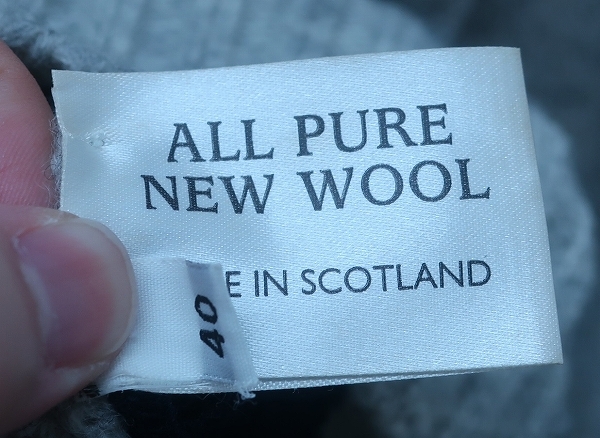 ALL PURE
NEW WOOL
E IN SCOTLAND
40